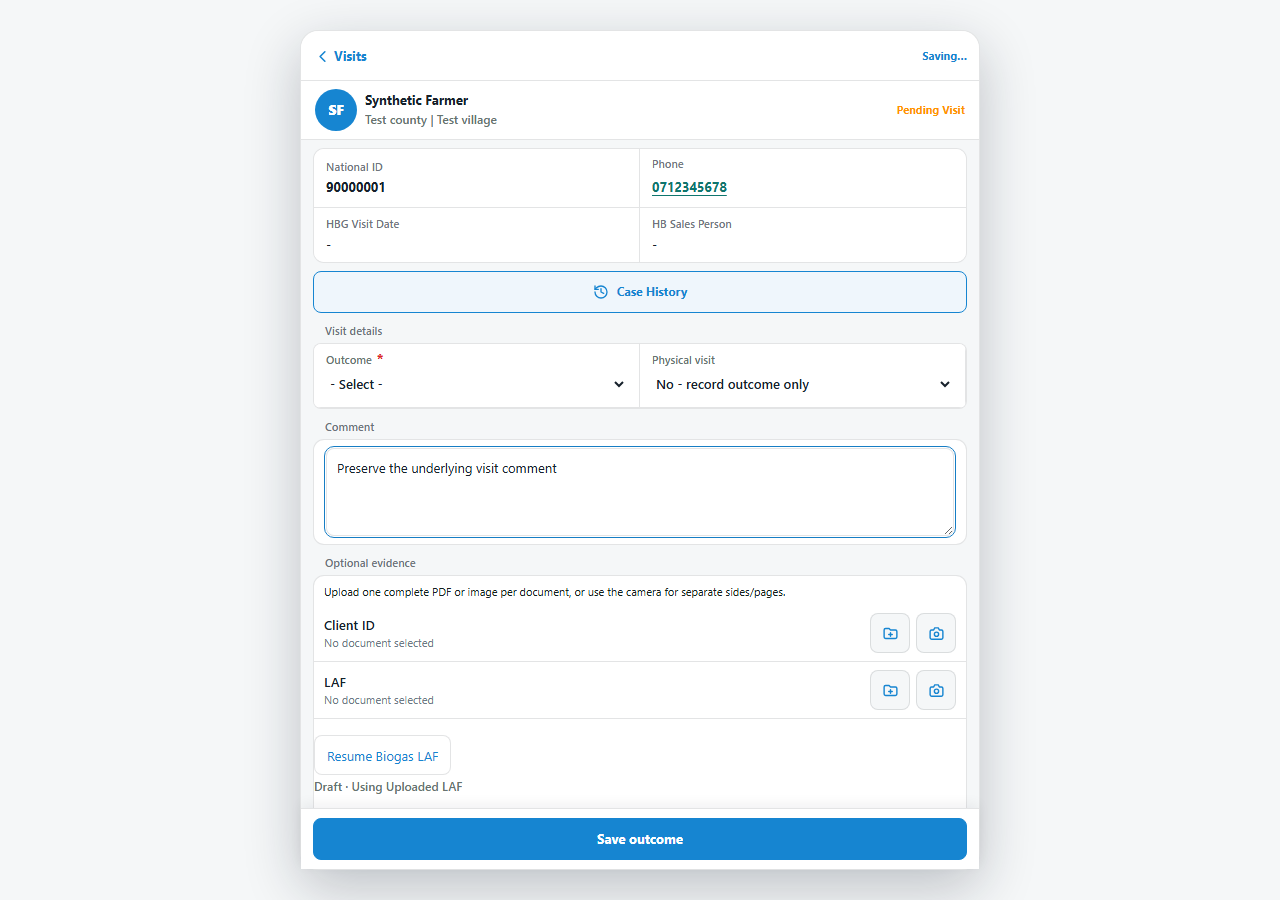 Visits
Saving...
SF
Synthetic Farmer
Test county | Test village
Pending Visit
National ID
90000001
Phone
0712345678
HBG Visit Date
-
HB Sales Person
-
Case History
Visit details
Outcome *
- Select -
Physical visit
No - record outcome only
Comment
Preserve the underlying visit comment
Optional evidence
Upload one complete PDF or image per document, or use the camera for separate sides/pages.
Client ID
No document selected
LAF
No document selected
Resume Biogas LAF
Draft · Using Uploaded LAF
Save outcome